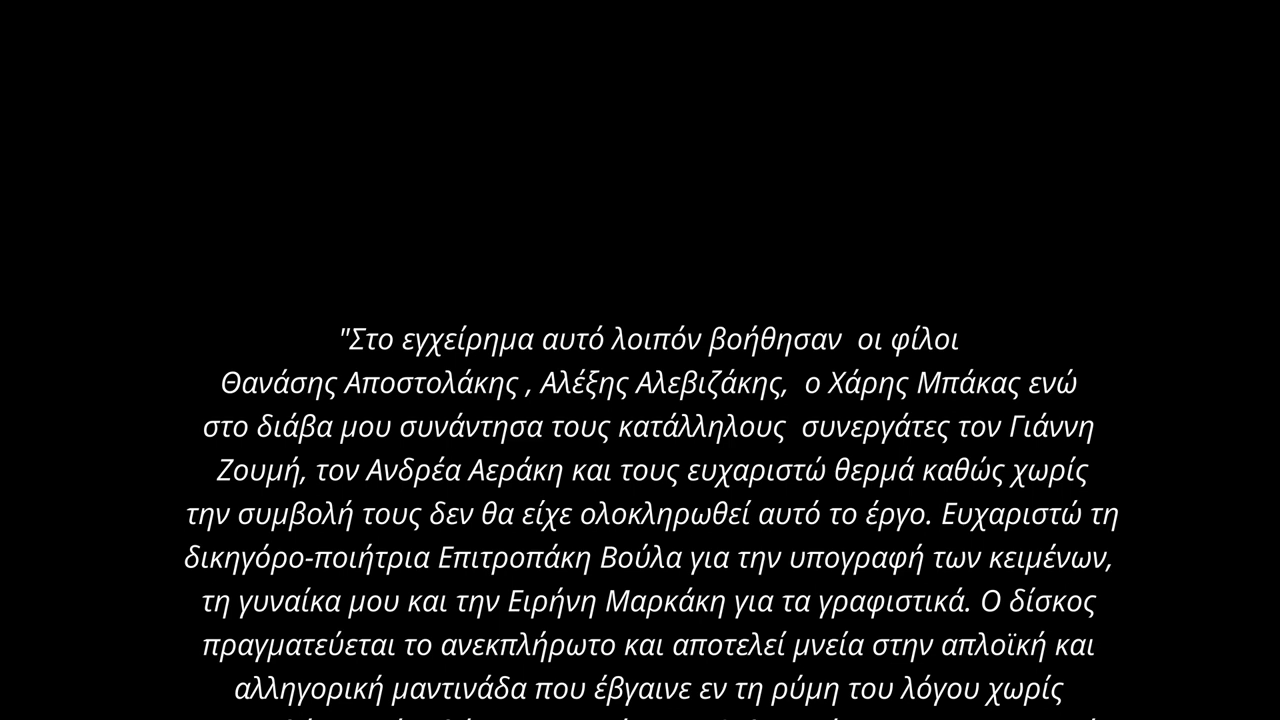 "Στο εγχείρημα αυτό λοιπόν βοήθησαν  οι φίλοι
Θανάσης Αποστολάκης , Αλέξης Αλεβιζάκης,  ο Χάρης Μπάκας ενώ
στο διάβα μου συνάντησα τους κατάλληλους  συνεργάτες τον Γιάννη
Ζουμή, τον Ανδρέα Αεράκη και τους ευχαριστώ θερμά καθώς χωρίς
την συμβολή τους δεν θα είχε ολοκληρωθεί αυτό το έργο. Ευχαριστώ τη
δικηγόρο-ποιήτρια Επιτροπάκη Βούλα για την υπογραφή των κειμένων,
τη γυναίκα μου και την Ειρήνη Μαρκάκη για τα γραφιστικά. Ο δίσκος
πραγματεύεται το ανεκπλήρωτο και αποτελεί μνεία στην απλοϊκή και
αλληγορική μαντινάδα που έβγαινε εν τη ρύμη του λόγου χωρίς